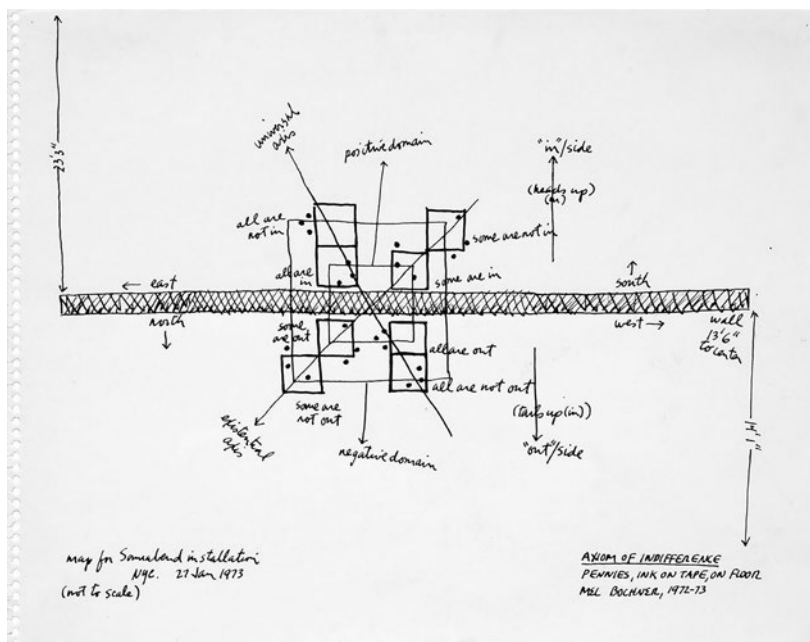 23'3"
universal
axis
positive domain
"in"/side
(heads up)
(in)
all are
not in
some are not in
all are
in
some are in
← east
south
north
west →
wall
13'6"
to center
some
are out
all are out
all are not out
some are
not out
(tails up (in))
existential
axis
negative domain
"out"/side
14' 1"
map for Sonnabend installation
NYC. 27 Jan 1973
(not to scale)
AXIOM OF INDIFFERENCE
PENNIES, INK ON TAPE, ON FLOOR
MEL BOCHNER, 1972-73